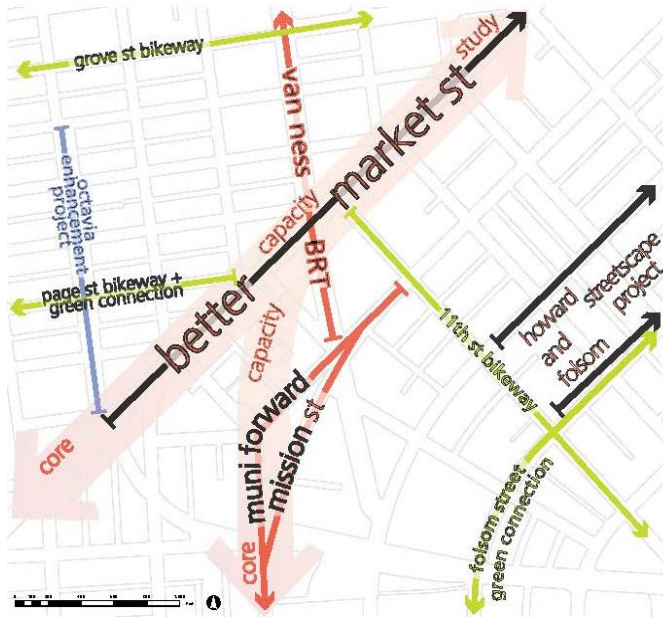 grove st bikeway
van ness BRT
better market st
study
core capacity
octavia
enhancement
project
page st bikeway +
green connection
core capacity
muni forward
mission st
11th st bikeway
howard streetscape
and project
folsom
folsom street
green connection